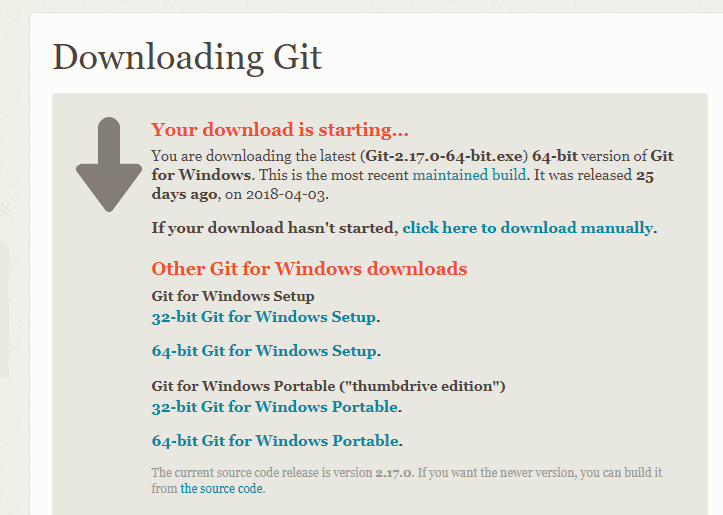 Downloading Git
Your download is starting...
You are downloading the latest (Git-2.17.0-64-bit.exe) 64-bit version of Git
for Windows. This is the most recent maintained build. It was released 25
days ago, on 2018-04-03.
If your download hasn't started, click here to download manually.
Other Git for Windows downloads
Git for Windows Setup
32-bit Git for Windows Setup.
64-bit Git for Windows Setup.
Git for Windows Portable ("thumbdrive edition")
32-bit Git for Windows Portable.
64-bit Git for Windows Portable.
The current source code release is version 2.17.0. If you want the newer version, you can build it
from the source code.